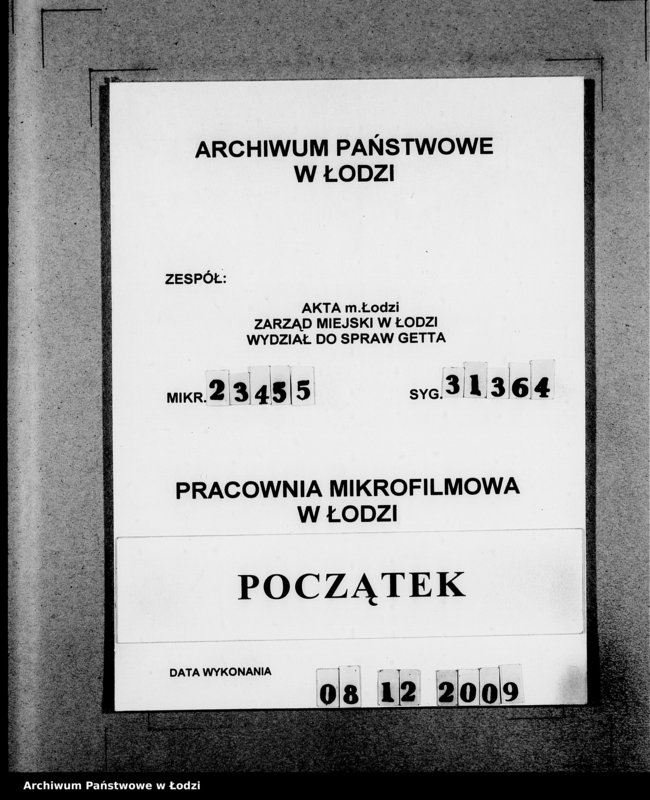 ARCHIWUM PAŃSTWOWE
W ŁODZI
ZESPÓŁ:
AKTA m.Łodzi
ZARZĄD MIEJSKI W ŁODZI
WYDZIAŁ DO SPRAW GETTA
MIKR. 23455 SYG. 31364
PRACOWNIA MIKROFILMOWA
W ŁODZI
POCZĄTEK
DATA WYKONANIA 08 12 2009
Archiwum Państwowe w Łodzi